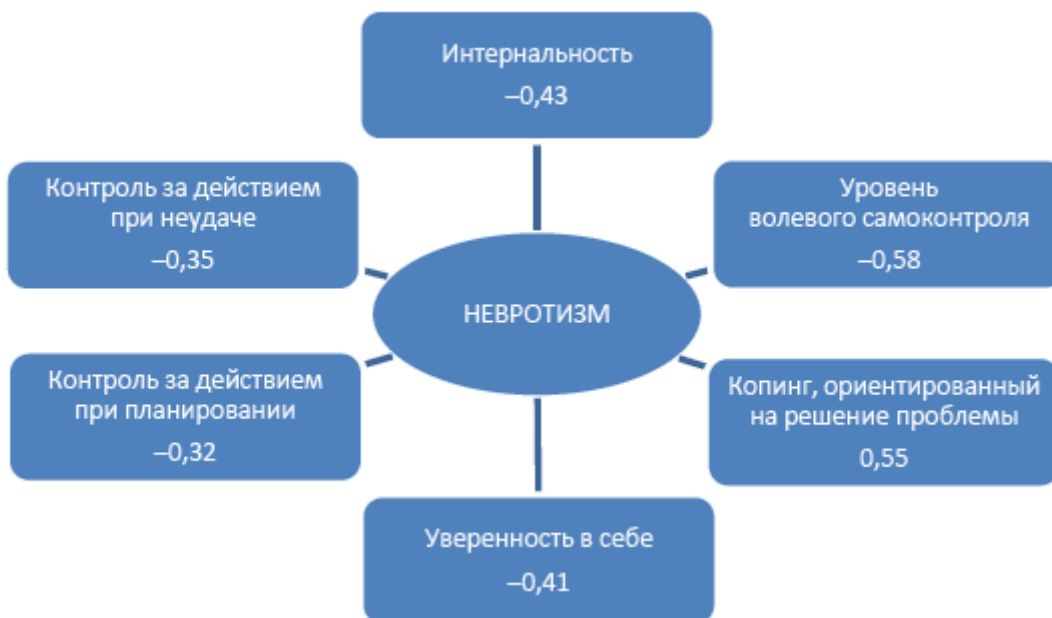 Интернальность
–0,43
Контроль за действием
при неудаче
–0,35
Уровень
волевого самоконтроля
–0,58
НЕВРОТИЗМ
Контроль за действием
при планировании
–0,32
Копинг, ориентированный
на решение проблемы
0,55
Уверенность в себе
–0,41